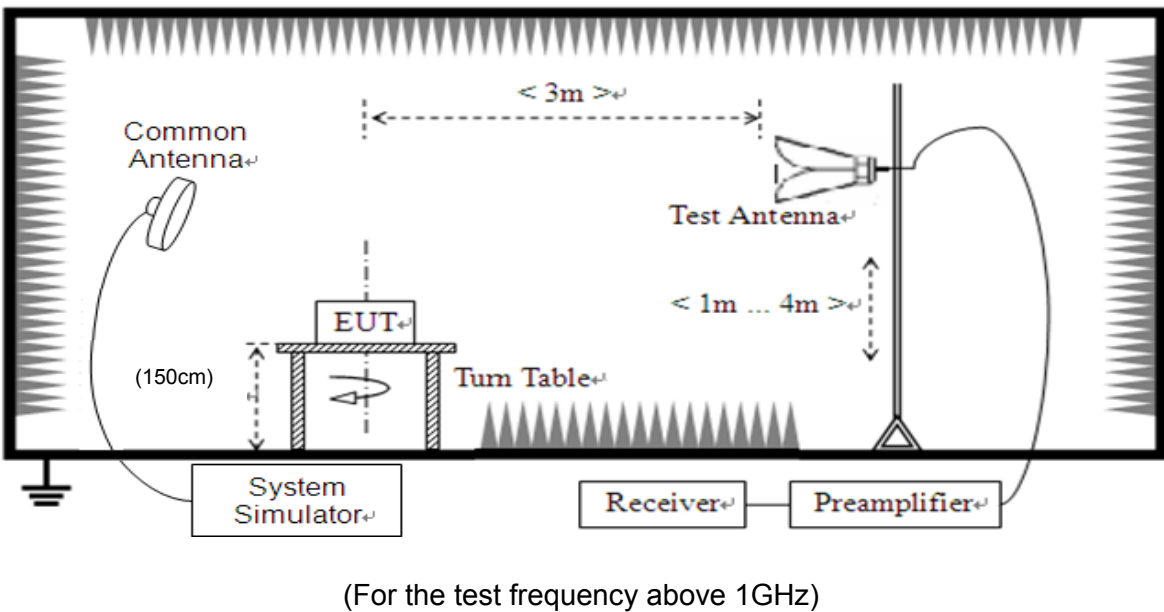 < 3m >↵
Common
Antenna↵
Test Antenna↵
< 1m ... 4m >↵
EUT↵
(150cm)
Turn Table↵
System
Simulator↵
Receiver↵
Preamplifier↵
(For the test frequency above 1GHz)